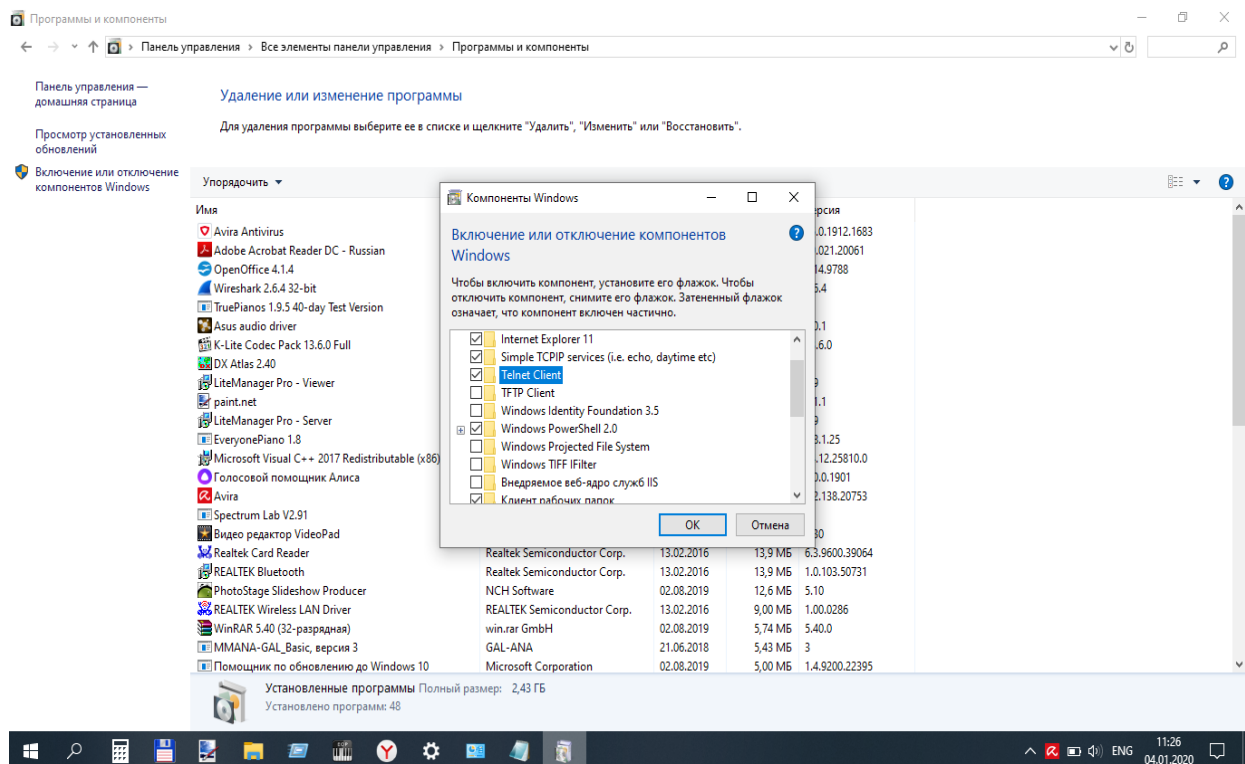 Программы и компоненты
Панель управления › Все элементы панели управления › Программы и компоненты
Панель управления —
домашняя страница
Просмотр установленных
обновлений
Включение или отключение
компонентов Windows
Удаление или изменение программы
Для удаления программы выберите ее в списке и щелкните "Удалить", "Изменить" или "Восстановить".
Упорядочить
Имя
Avira Antivirus
Adobe Acrobat Reader DC - Russian
OpenOffice 4.1.4
Wireshark 2.6.4 32-bit
TruePianos 1.9.5 40-day Test Version
Asus audio driver
K-Lite Codec Pack 13.6.0 Full
DX Atlas 2.40
LiteManager Pro - Viewer
paint.net
LiteManager Pro - Server
EveryonePiano 1.8
Microsoft Visual C++ 2017 Redistributable (x86)
Голосовой помощник Алиса
Avira
Spectrum Lab V2.91
Видео редактор VideoPad
Компоненты Windows
Включение или отключение компонентов
Windows
Чтобы включить компонент, установите его флажок. Чтобы
отключить компонент, снимите его флажок. Затененный флажок
означает, что компонент включен частично.
Internet Explorer 11
Simple TCPIP services (i.e. echo, daytime etc)
Telnet Client
TFTP Client
Windows Identity Foundation 3.5
Windows PowerShell 2.0
Windows Projected File System
Windows TIFF IFilter
Внедряемое веб-ядро служб IIS
Клиент рабочих папок
OK Отмена
ерсия
.0.1912.1683
.021.20061
14.9788
6.4
0.1
.6.0
9
1.1
9
3.1.25
.12.25810.0
0.0.1901
2.138.20753
30
Realtek Card Reader Realtek Semiconductor Corp. 13.02.2016 13,9 МБ 6.3.9600.39064
REALTEK Bluetooth Realtek Semiconductor Corp. 13.02.2016 13,9 МБ 1.0.103.50731
PhotoStage Slideshow Producer NCH Software 02.08.2019 12,6 МБ 5.10
REALTEK Wireless LAN Driver REALTEK Semiconductor Corp. 13.02.2016 9,00 МБ 1.00.0286
WinRAR 5.40 (32-разрядная) win.rar GmbH 02.08.2019 5,74 МБ 5.40.0
MMANA-GAL_Basic, версия 3 GAL-ANA 21.06.2018 5,43 МБ 3
Помощник по обновлению до Windows 10 Microsoft Corporation 02.08.2019 5,00 МБ 1.4.9200.22395
Установленные программы Полный размер: 2,43 ГБ
Установлено программ: 48
ENG
11:26
04.01.2020